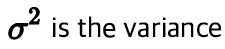 σ² is the variance